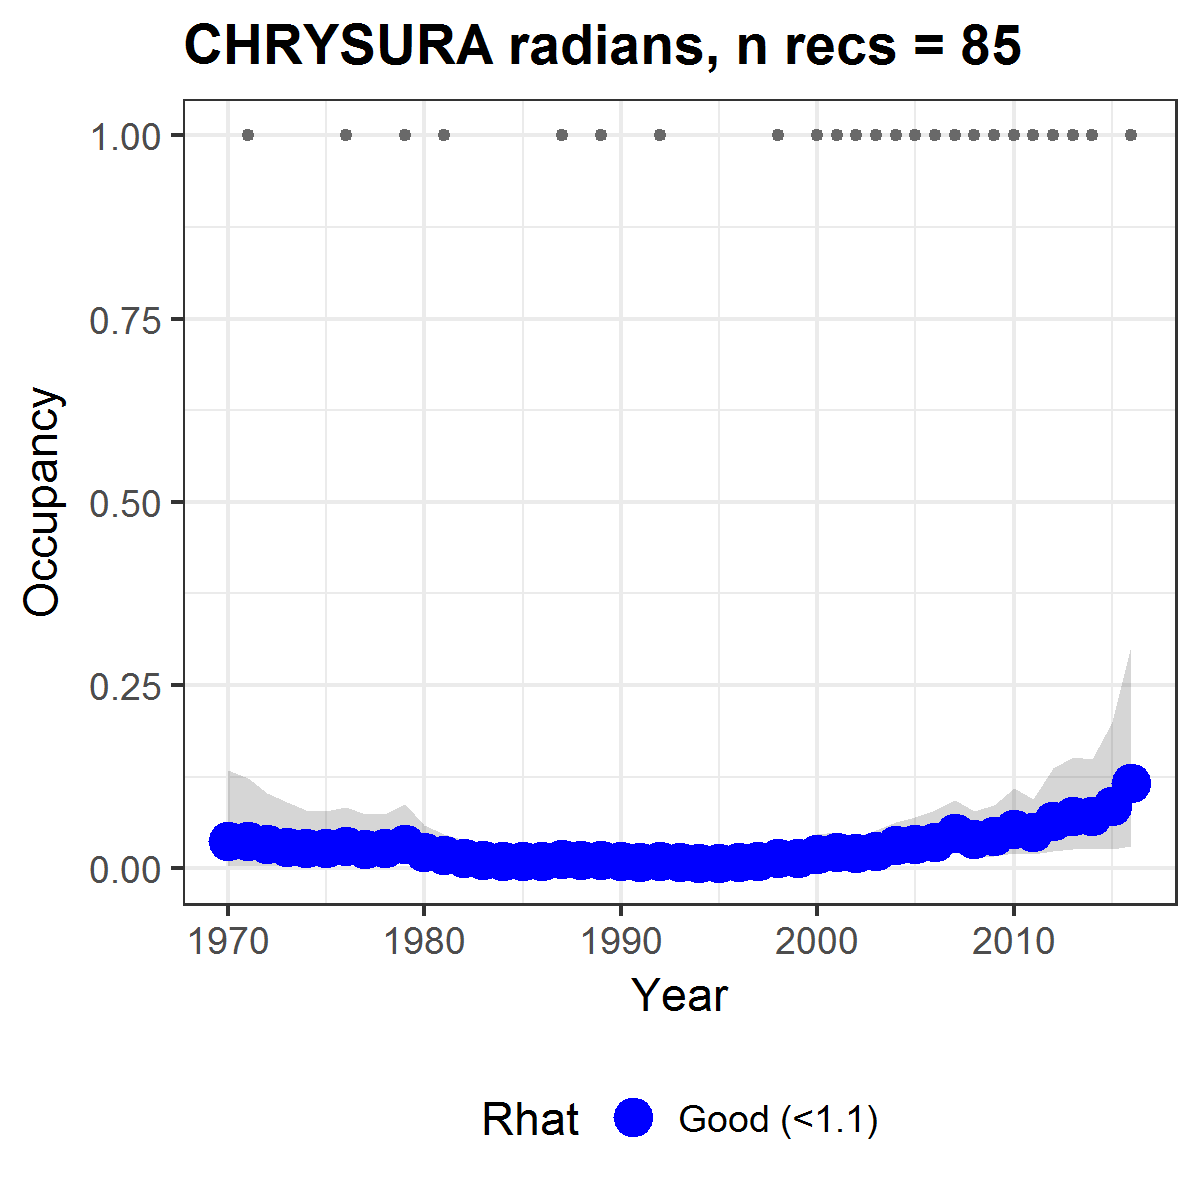 CHRYSURA radians, n recs = 85
1.00
0.75
0.50
0.25
0.00
Occupancy
1970 1980 1990 2000 2010
Year
Rhat Good (<1.1)